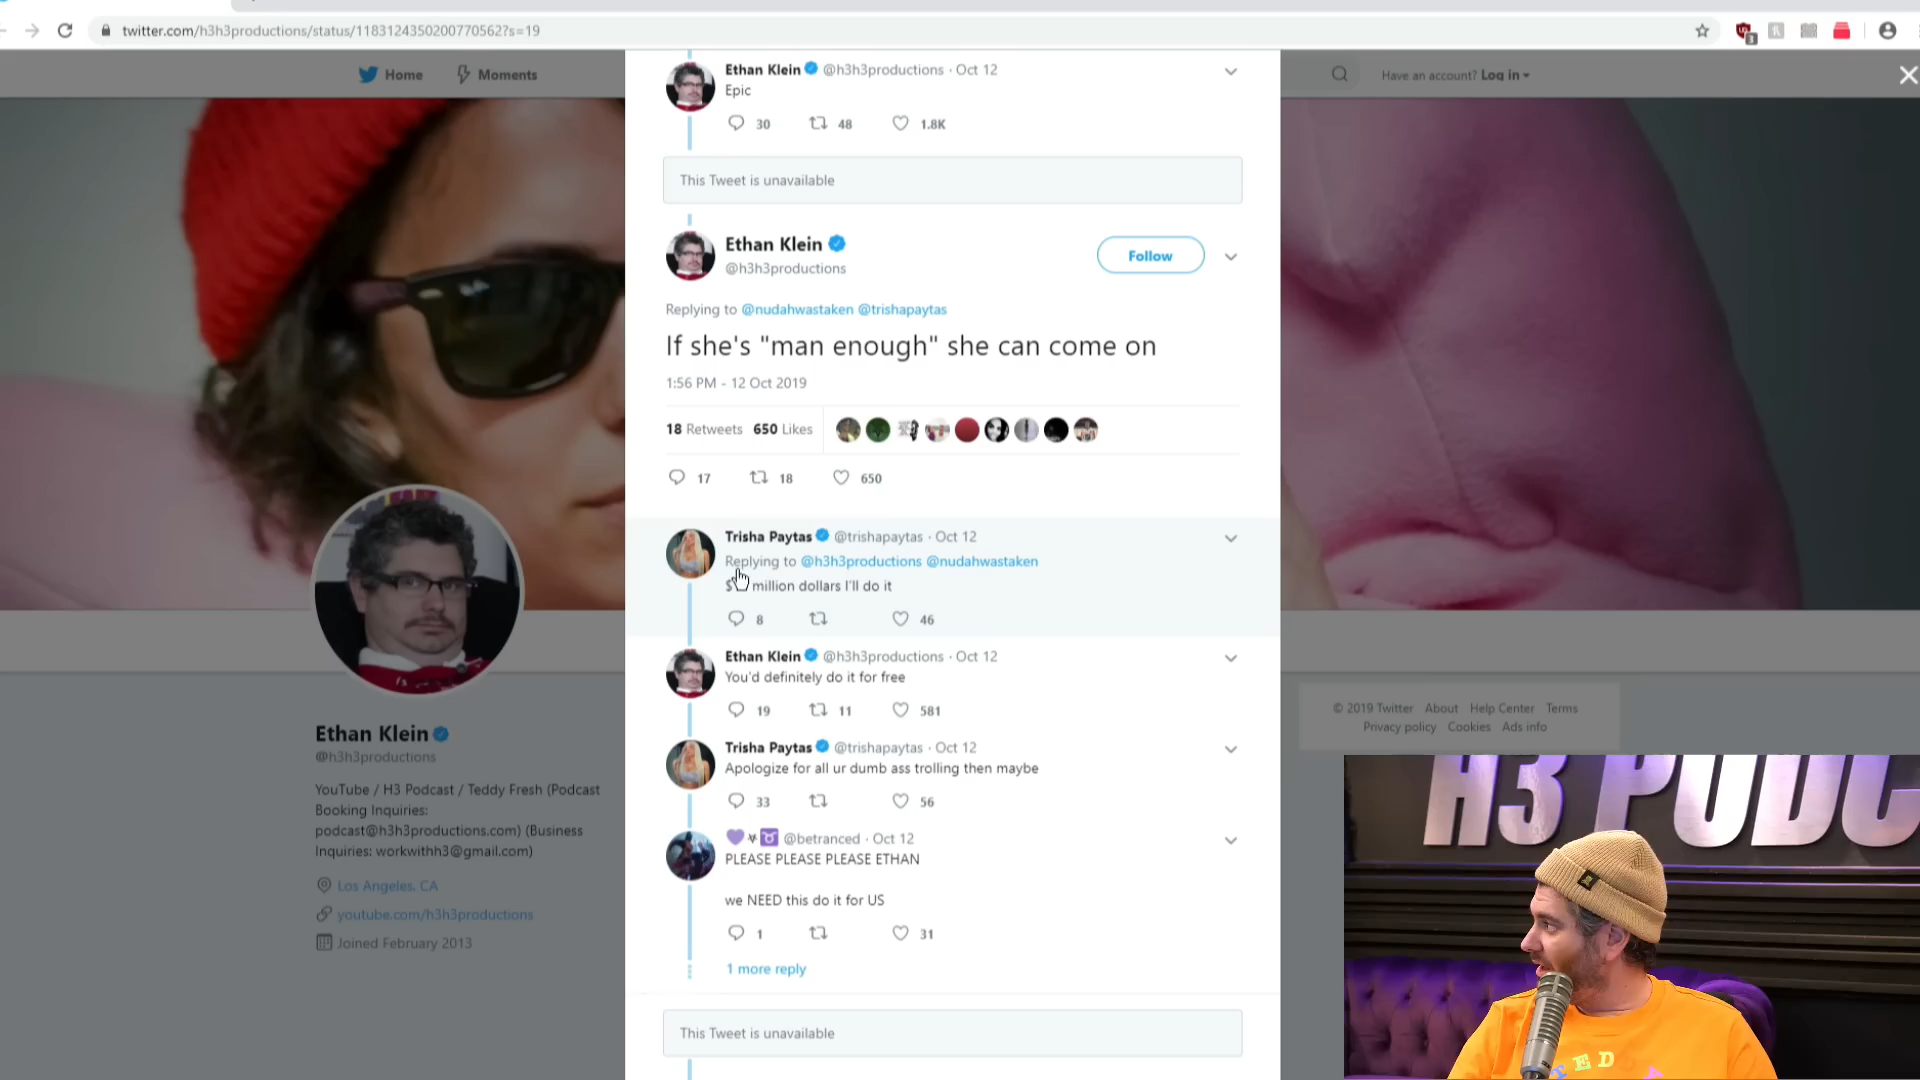 twitter.com/h3h3productions/status/1183124350200770562?s=19
Home Moments
Have an account? Log in
Ethan Klein @h3h3productions · Oct 12
Epic
30 48 1.8K
This Tweet is unavailable
Ethan Klein
@h3h3productions
Follow
Replying to @nudahwastaken @trishapaytas
If she's "man enough" she can come on
1:56 PM - 12 Oct 2019
18 Retweets 650 Likes
17 18 650
Trisha Paytas @trishapaytas · Oct 12
Replying to @h3h3productions @nudahwastaken
million dollars I'll do it
8 46
Ethan Klein @h3h3productions · Oct 12
You'd definitely do it for free
19 11 581
Trisha Paytas @trishapaytas · Oct 12
Apologize for all ur dumb ass trolling then maybe
33 56
@betranced · Oct 12
PLEASE PLEASE PLEASE ETHAN
we NEED this do it for US
1 31
1 more reply
This Tweet is unavailable
Ethan Klein
@h3h3productions
YouTube / H3 Podcast / Teddy Fresh (Podcast
Booking Inquiries:
podcast@h3h3productions.com) (Business
Inquiries: workwithh3@gmail.com)
Los Angeles, CA
youtube.com/h3h3productions
Joined February 2013
© 2019 Twitter About Help Center Terms
Privacy policy Cookies Ads info
H3 PODC